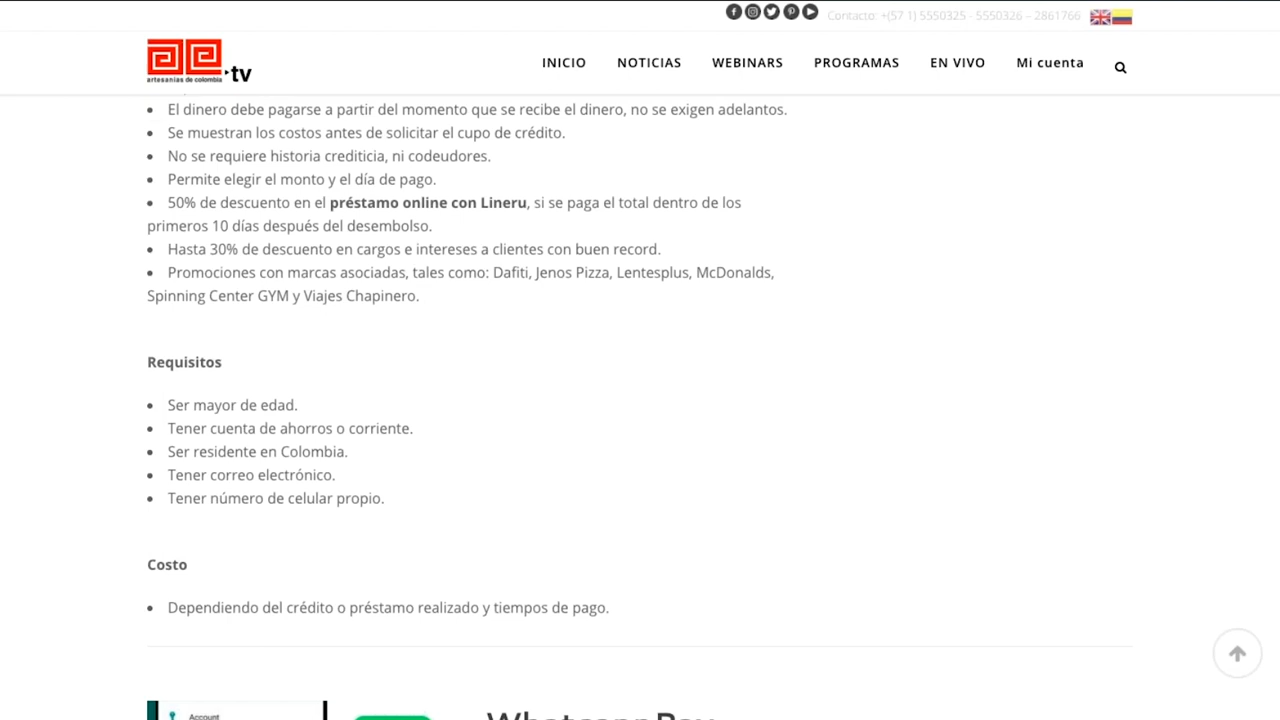 Contacto: +(57 1) 5550325 - 5550326 – 2861766
artesanías de colombia
tv
INICIO NOTICIAS WEBINARS PROGRAMAS EN VIVO Mi cuenta
• El dinero debe pagarse a partir del momento que se recibe el dinero, no se exigen adelantos.
• Se muestran los costos antes de solicitar el cupo de crédito.
• No se requiere historia crediticia, ni codeudores.
• Permite elegir el monto y el día de pago.
• 50% de descuento en el préstamo online con Lineru, si se paga el total dentro de los
primeros 10 días después del desembolso.
• Hasta 30% de descuento en cargos e intereses a clientes con buen record.
• Promociones con marcas asociadas, tales como: Dafiti, Jenos Pizza, Lentesplus, McDonalds,
Spinning Center GYM y Viajes Chapinero.
Requisitos
• Ser mayor de edad.
• Tener cuenta de ahorros o corriente.
• Ser residente en Colombia.
• Tener correo electrónico.
• Tener número de celular propio.
Costo
• Dependiendo del crédito o préstamo realizado y tiempos de pago.
Account